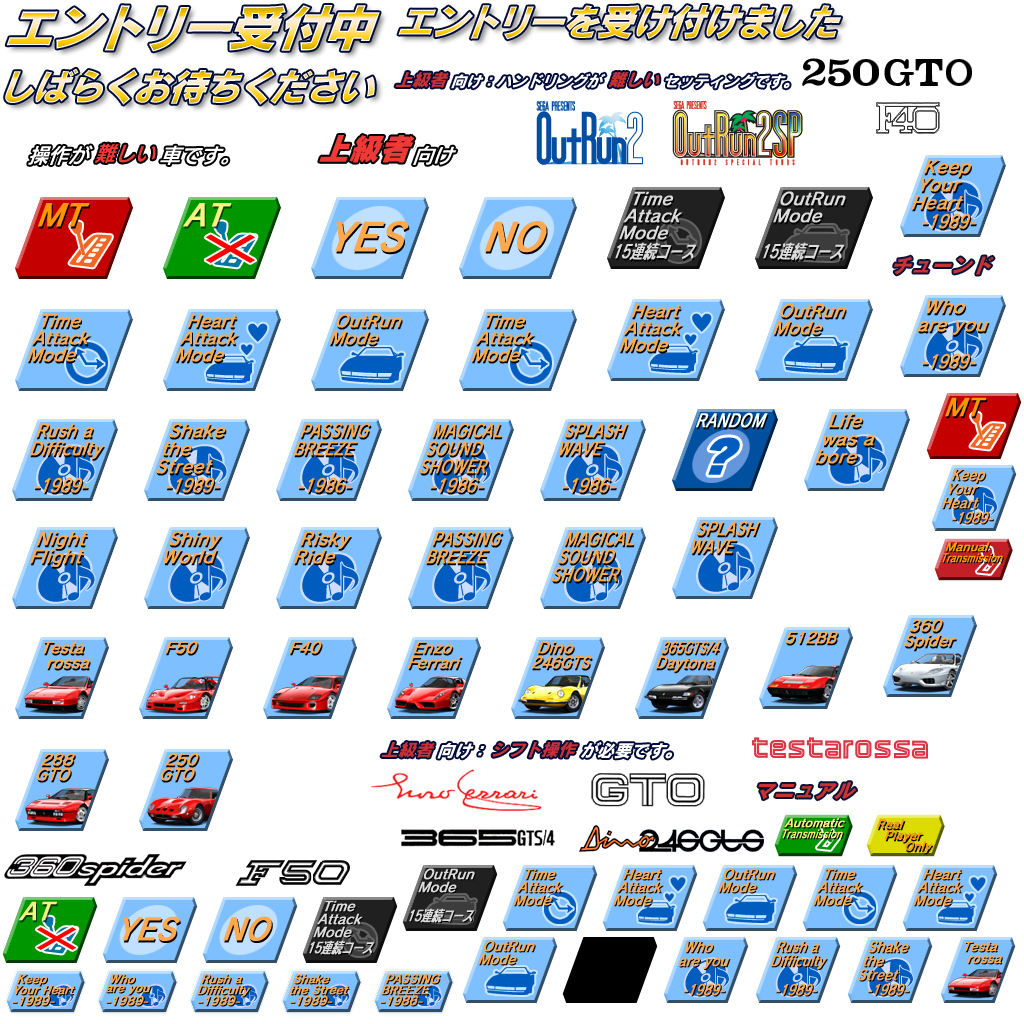 エントリー受付中
エントリーを受け付けました
しばらくお待ちください
上級者 向け：ハンドリングが 難しい セッティングです。
250GTO
SEGA PRESENTS
OutRun2
SEGA PRESENTS
OutRun2SP
OUTRUN2 SPECIAL TOURS
F40
操作が 難しい 車です。
上級者 向け
Keep
Your
Heart
-1989-
MT
AT
YES
NO
Time
Attack
Mode
15連続コース
OutRun
Mode
15連続コース
チューンド
Time
Attack
Mode
Heart
Attack
Mode
OutRun
Mode
Time
Attack
Mode
Heart
Attack
Mode
OutRun
Mode
Who
are you
-1989-
Rush a
Difficulty
-1989-
Shake
the
Street
-1989-
PASSING
BREEZE
-1986-
MAGICAL
SOUND
SHOWER
-1986-
SPLASH
WAVE
-1986-
RANDOM
?
Life
was a
bore
MT
Keep
Your
Heart
-1989-
Night
Flight
Shiny
World
Risky
Ride
PASSING
BREEZE
MAGICAL
SOUND
SHOWER
SPLASH
WAVE
Manual
Transmission
Testa
rossa
F50
F40
Enzo
Ferrari
Dino
246GTS
365GTS/4
Daytona
512BB
360
Spider
288
GTO
250
GTO
上級者 向け：シフト操作 が必要です。
testarossa
Enzo Ferrari
GTO
マニュアル
365GTS/4
Dino 246GTS
Automatic
Transmission
Real
Player
Only
360spider
F50
OutRun
Mode
15連続コース
Time
Attack
Mode
Heart
Attack
Mode
OutRun
Mode
Time
Attack
Mode
Heart
Attack
Mode
AT
YES
NO
Time
Attack
Mode
15連続コース
OutRun
Mode
Who
are you
-1989-
Rush a
Difficulty
-1989-
Shake
the
Street
-1989-
Testa
rossa
Keep
Your Heart
-1989-
Who
are you
-1989-
Rush a
Difficulty
-1989-
Shake
the Street
-1989-
PASSING
BREEZE
-1986-